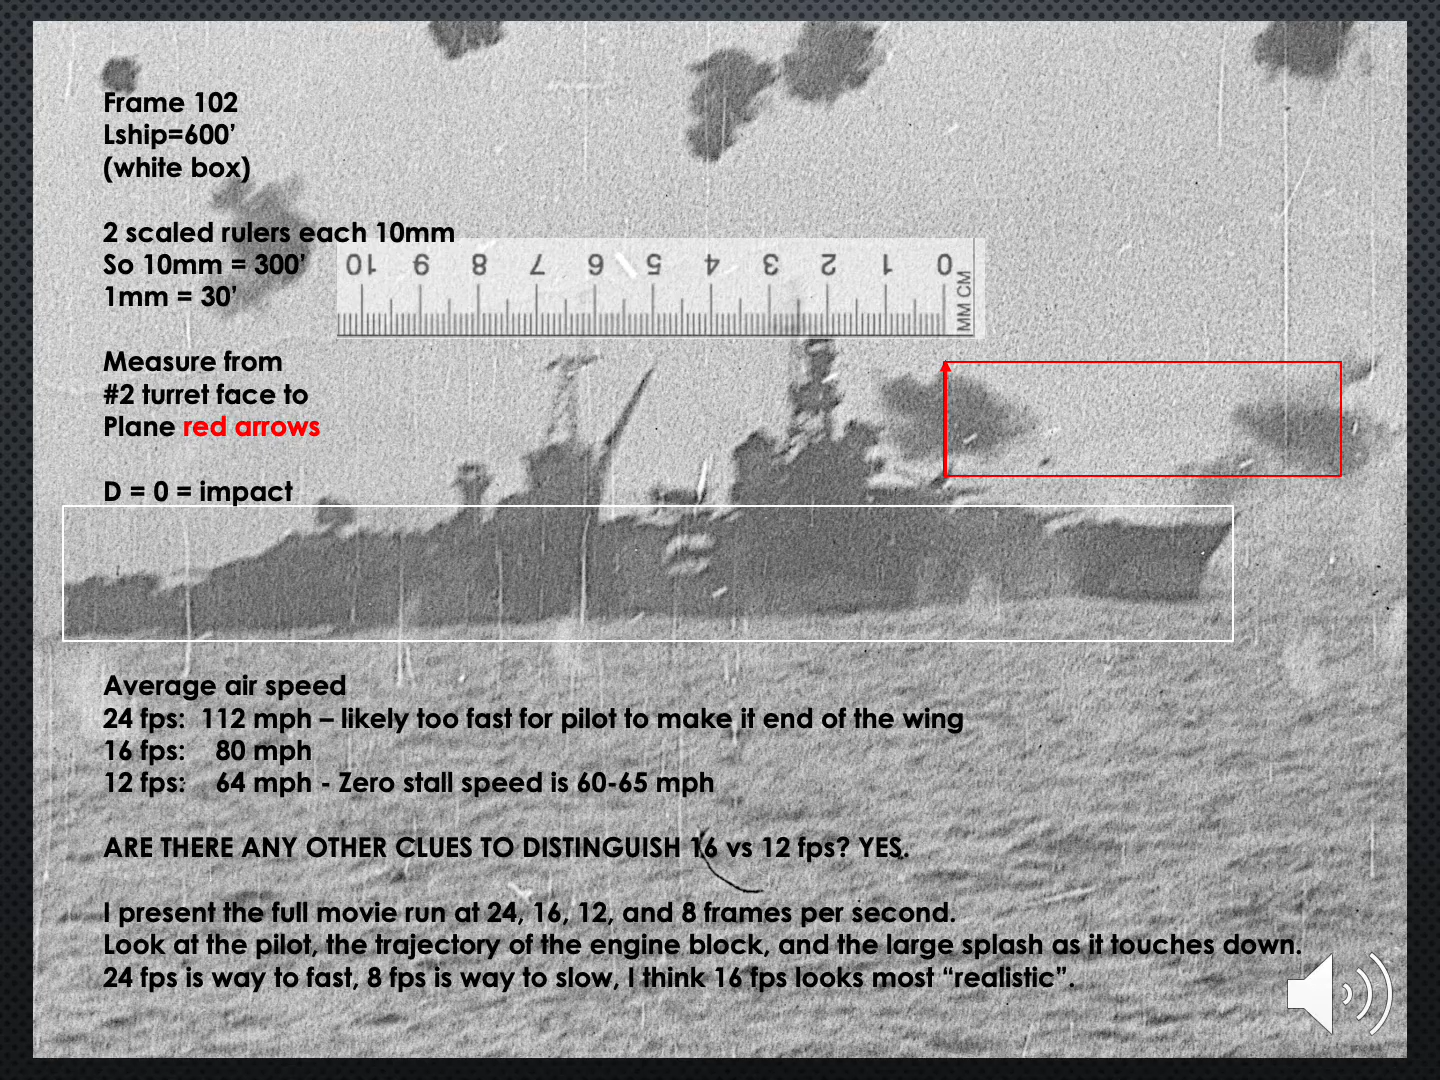 Frame 102
Lship=600’
(white box)
2 scaled rulers each 10mm
So 10mm = 300’
1mm = 30’
10 9 8 7 6 5 4 3 2 1 0
MM CM
Measure from
#2 turret face to
Plane red arrows
D = 0 = impact
Average air speed
24 fps: 112 mph – likely too fast for pilot to make it end of the wing
16 fps: 80 mph
12 fps: 64 mph - Zero stall speed is 60-65 mph
ARE THERE ANY OTHER CLUES TO DISTINGUISH 16 vs 12 fps? YES.
I present the full movie run at 24, 16, 12, and 8 frames per second.
Look at the pilot, the trajectory of the engine block, and the large splash as it touches down.
24 fps is way to fast, 8 fps is way to slow, I think 16 fps looks most “realistic”.